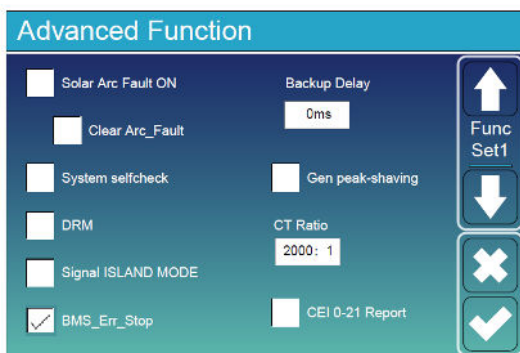 Advanced Function
Solar Arc Fault ON
Clear Arc_Fault
System selfcheck
DRM
Signal ISLAND MODE
BMS_Err_Stop
Backup Delay
0ms
Gen peak-shaving
CT Ratio
2000: 1
CEI 0-21 Report
Func
Set1